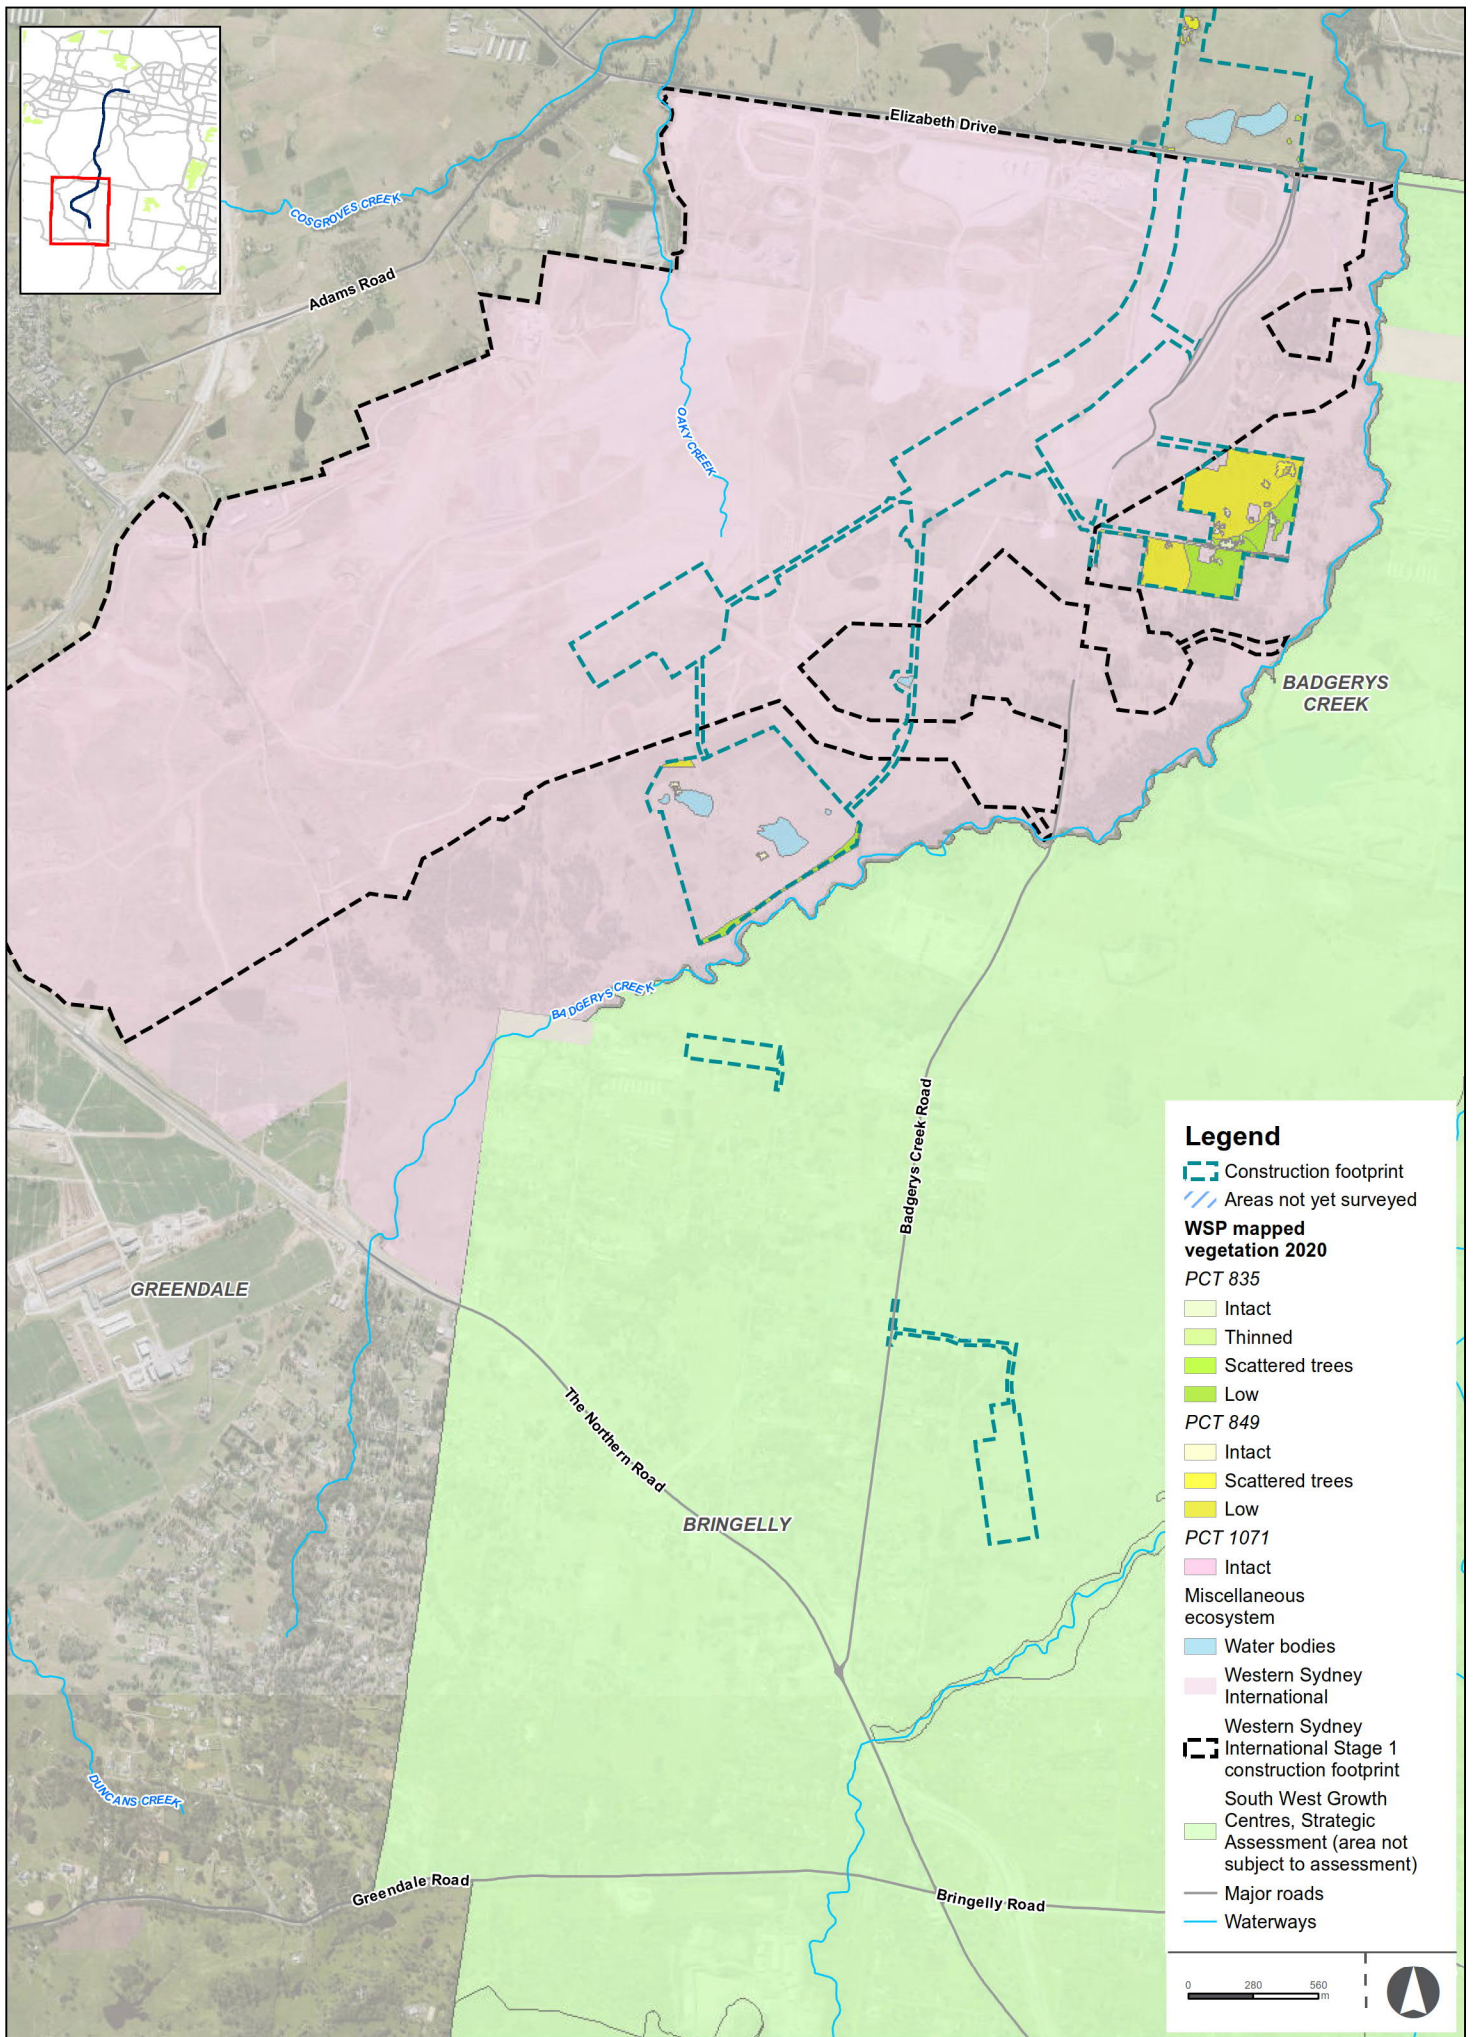 Elizabeth Drive
COSGROVES CREEK
Adams Road
OAKY CREEK
BADGERYS
CREEK
BADGERYS CREEK
Badgerys Creek Road
GREENDALE
The Northern Road
BRINGELLY
DUNCANS CREEK
Greendale Road
Bringelly Road
Legend
Construction footprint
Areas not yet surveyed
WSP mapped
vegetation 2020
PCT 835
Intact
Thinned
Scattered trees
Low
PCT 849
Intact
Scattered trees
Low
PCT 1071
Intact
Miscellaneous
ecosystem
Water bodies
Western Sydney
International
Western Sydney
International Stage 1
construction footprint
South West Growth
Centres, Strategic
Assessment (area not
subject to assessment)
Major roads
Waterways
0 280 560
m